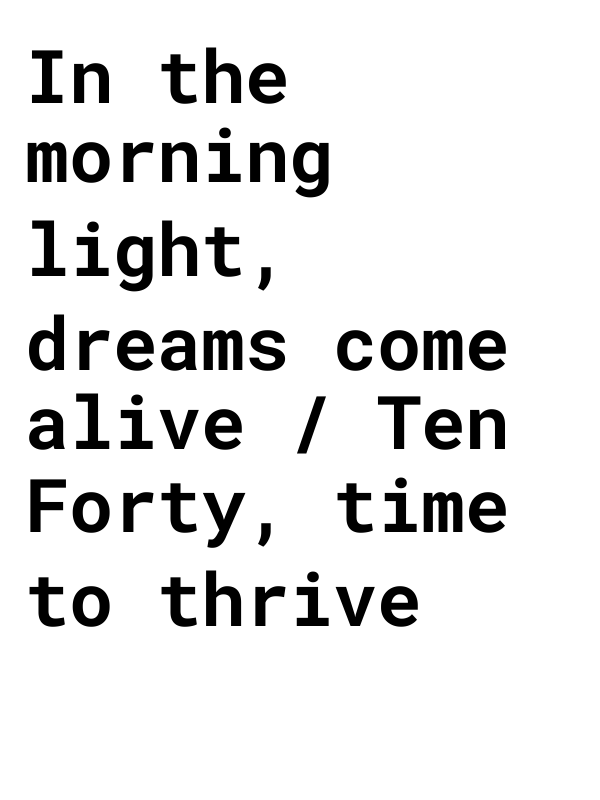 In the
morning
light,
dreams come
alive / Ten
Forty, time
to thrive